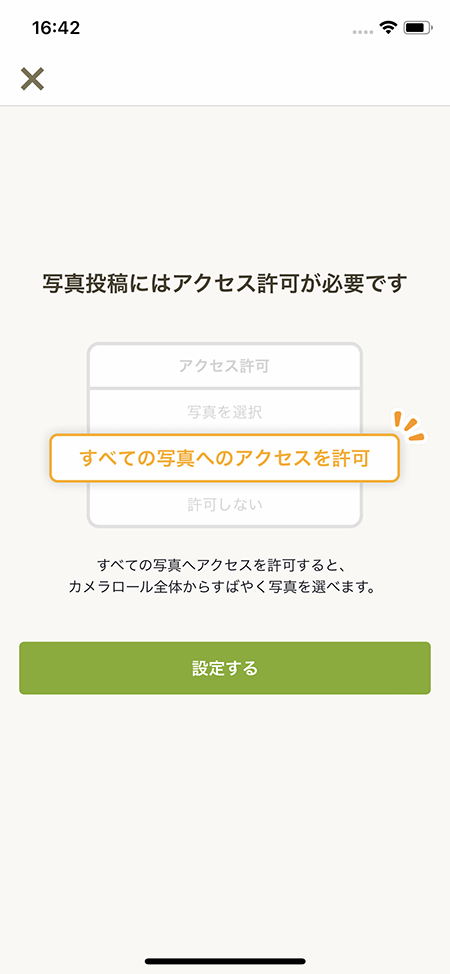 16:42
写真投稿にはアクセス許可が必要です
アクセス許可
写真を選択
すべての写真へのアクセスを許可
許可しない
すべての写真へアクセスを許可すると、
カメラロール全体からすばやく写真を選べます。
設定する